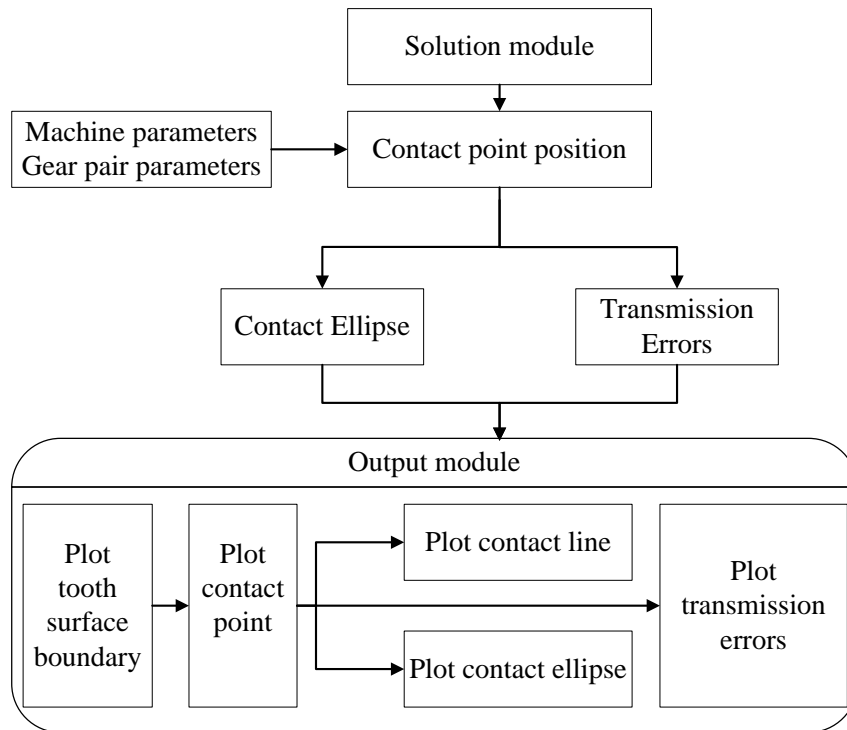 Solution module
Machine parameters
Gear pair parameters
Contact point position
Contact Ellipse
Transmission
Errors
Output module
Plot
tooth
surface
boundary
Plot
contact
point
Plot contact line
Plot contact ellipse
Plot
transmission
errors